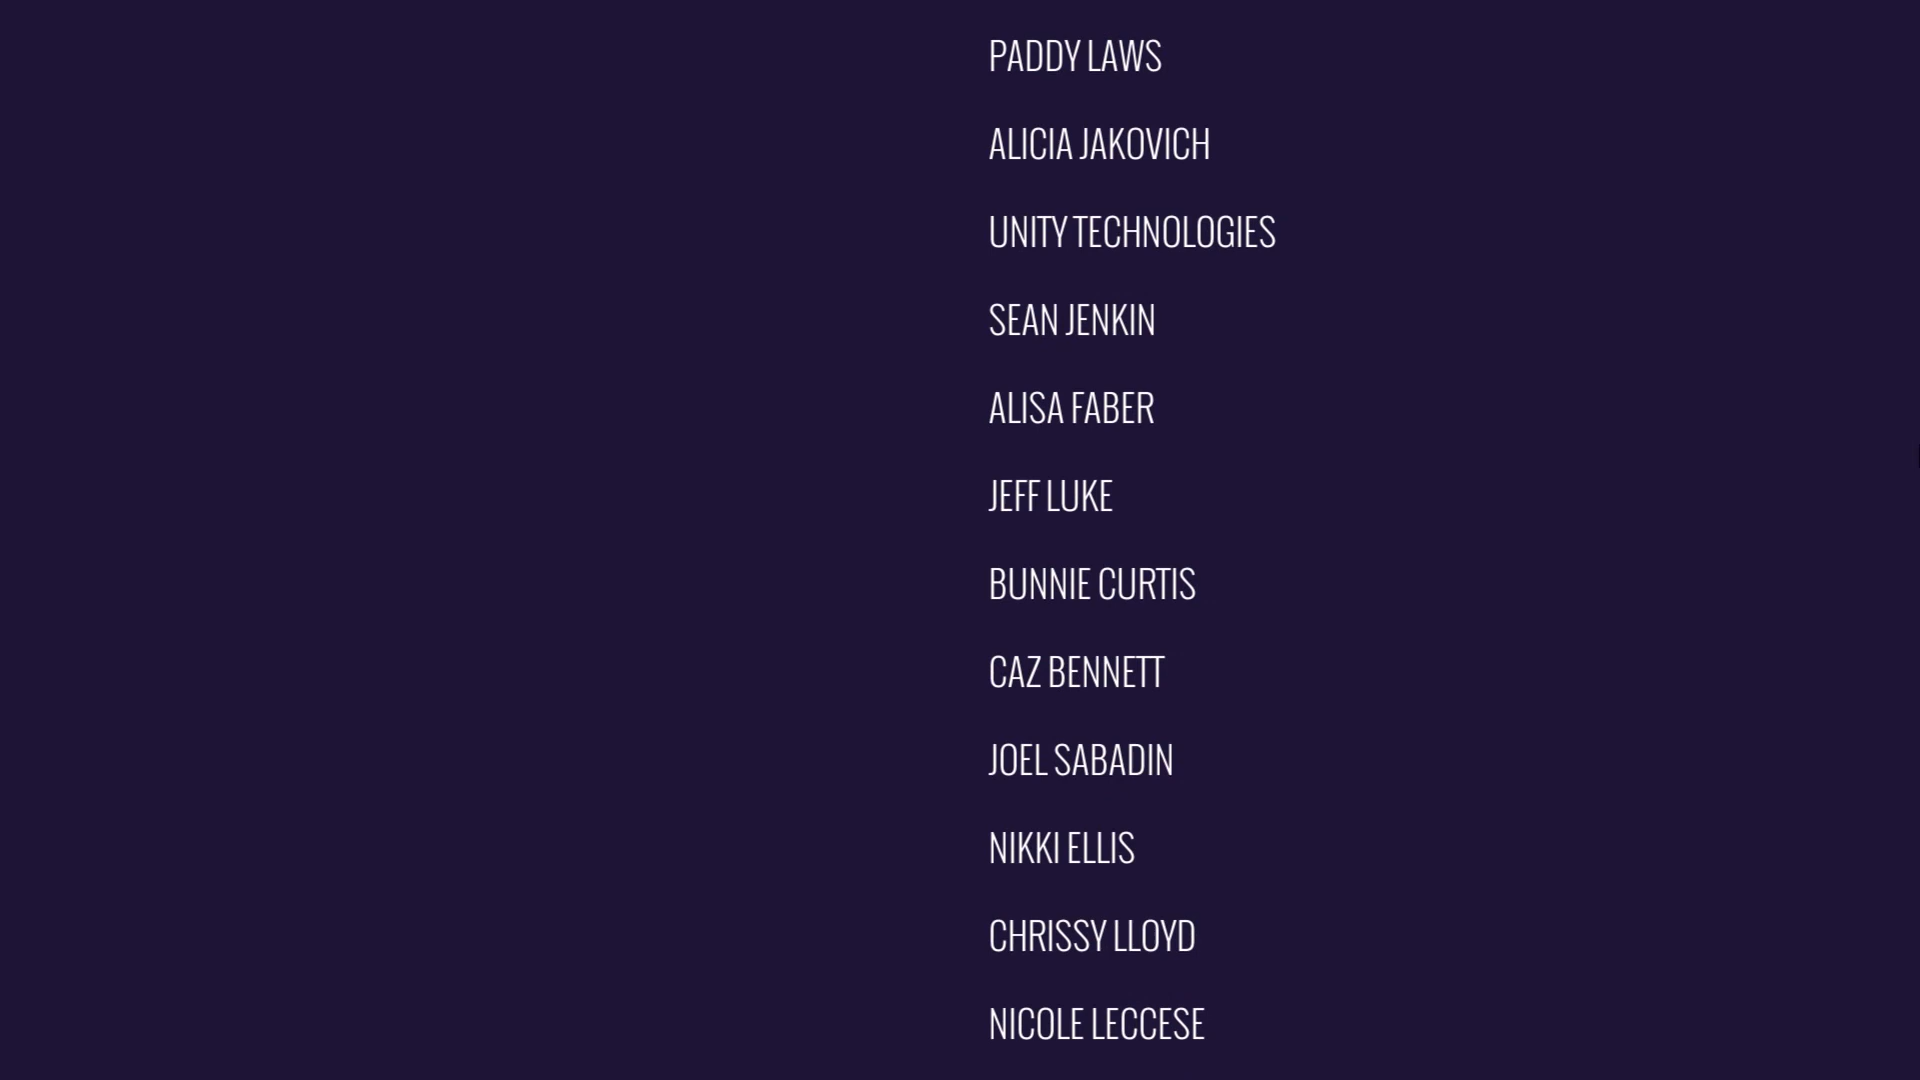 PADDY LAWS
ALICIA JAKOVICH
UNITY TECHNOLOGIES
SEAN JENKIN
ALISA FABER
JEFF LUKE
BUNNIE CURTIS
CAZ BENNETT
JOEL SABADIN
NIKKI ELLIS
CHRISSY LLOYD
NICOLE LECCESE